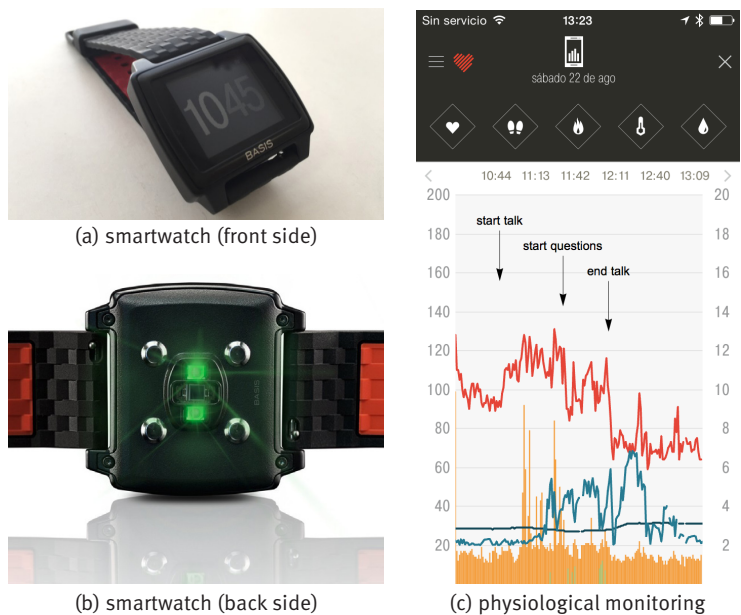 1045
BASIS
(a) smartwatch (front side)
BASIS
(b) smartwatch (back side)
Sin servicio 13:23
sábado 22 de ago
10:44 11:13 11:42 12:11 12:40 13:09
200 20
180 18
160 16
140 14
120 12
100 10
80 8
60 6
40 4
20 2
start talk
start questions
end talk
(c) physiological monitoring